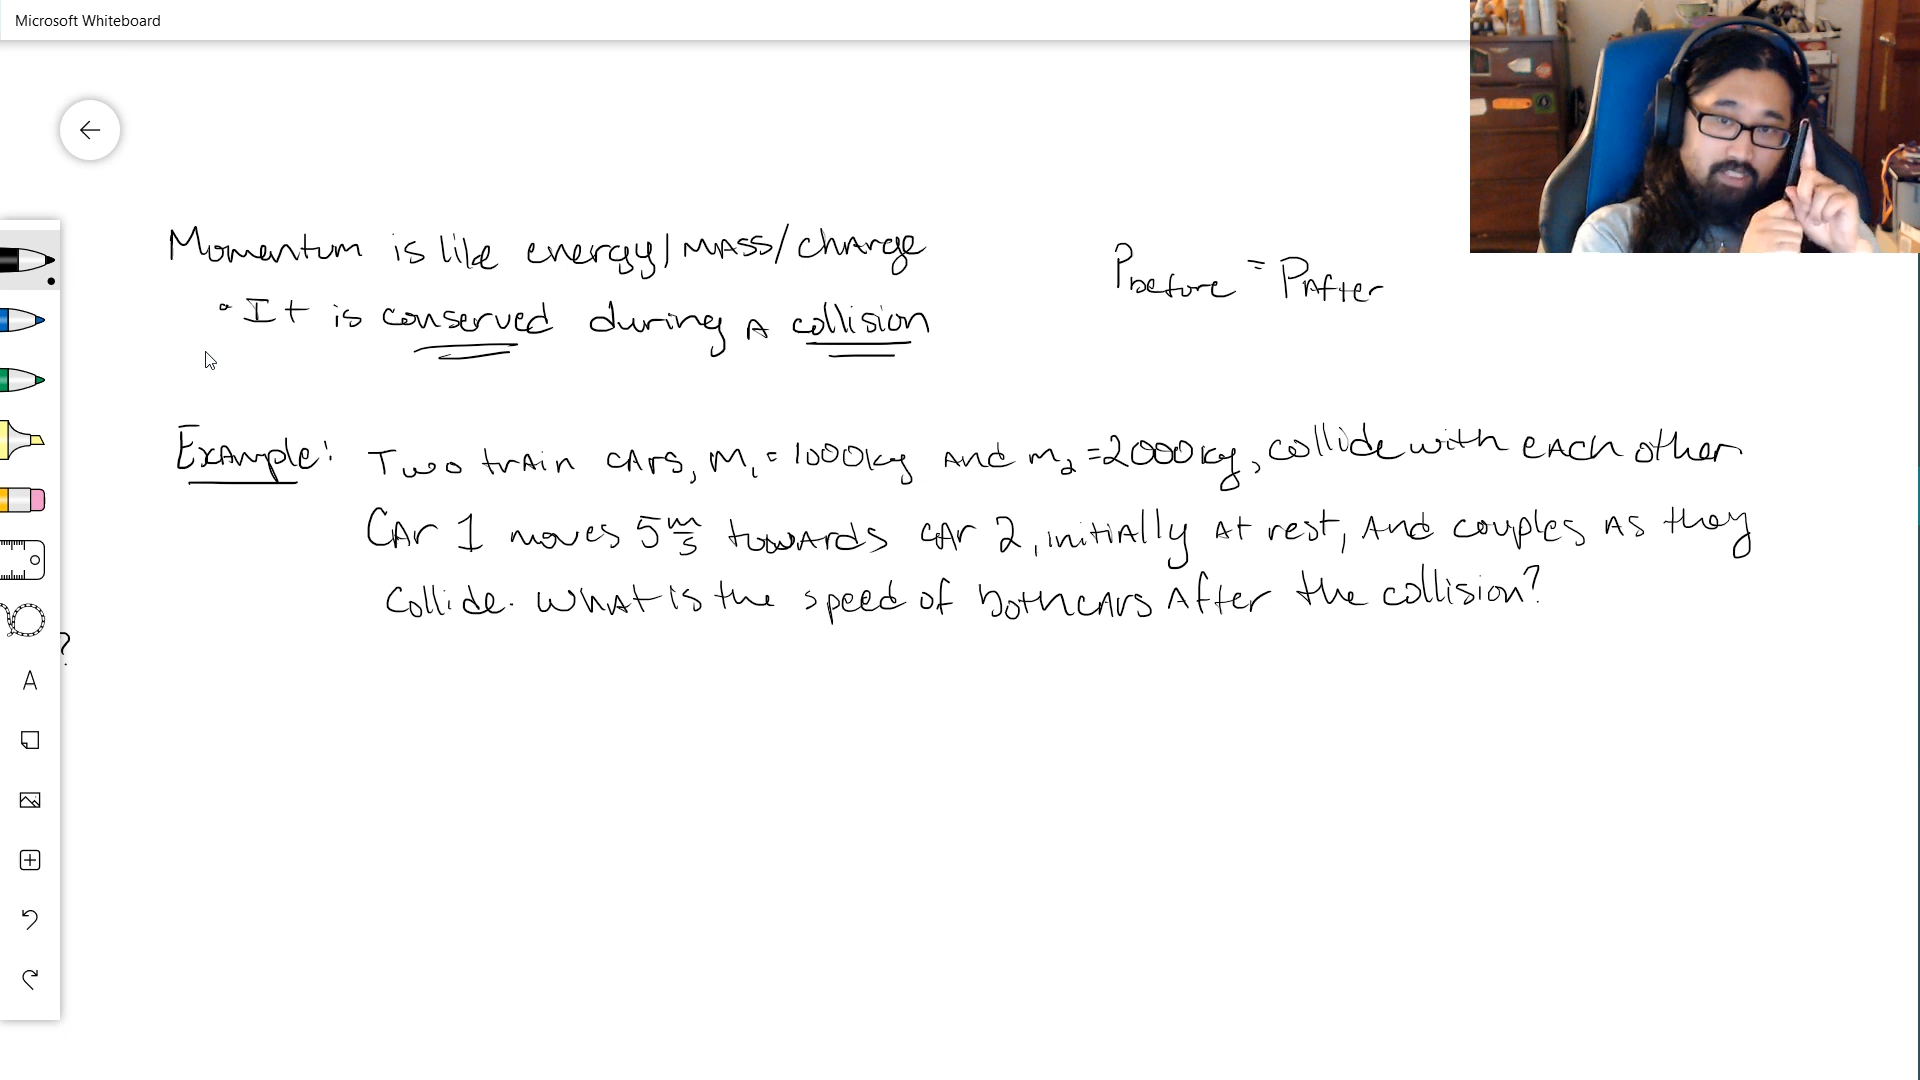 Microsoft Whiteboard
Momentum is like energy/MASS/chArge
P before = P After
• It is conserved during A collision
Example: Two trAin cArs, m₁ = 1000kg And m₂ = 2000kg, collide with eAch other
CAr 1 moves 5 m/s towArds cAr 2, initiAlly At rest, And couples As they
collide. WhAt is the speed of both cArs After the collision?
?
A